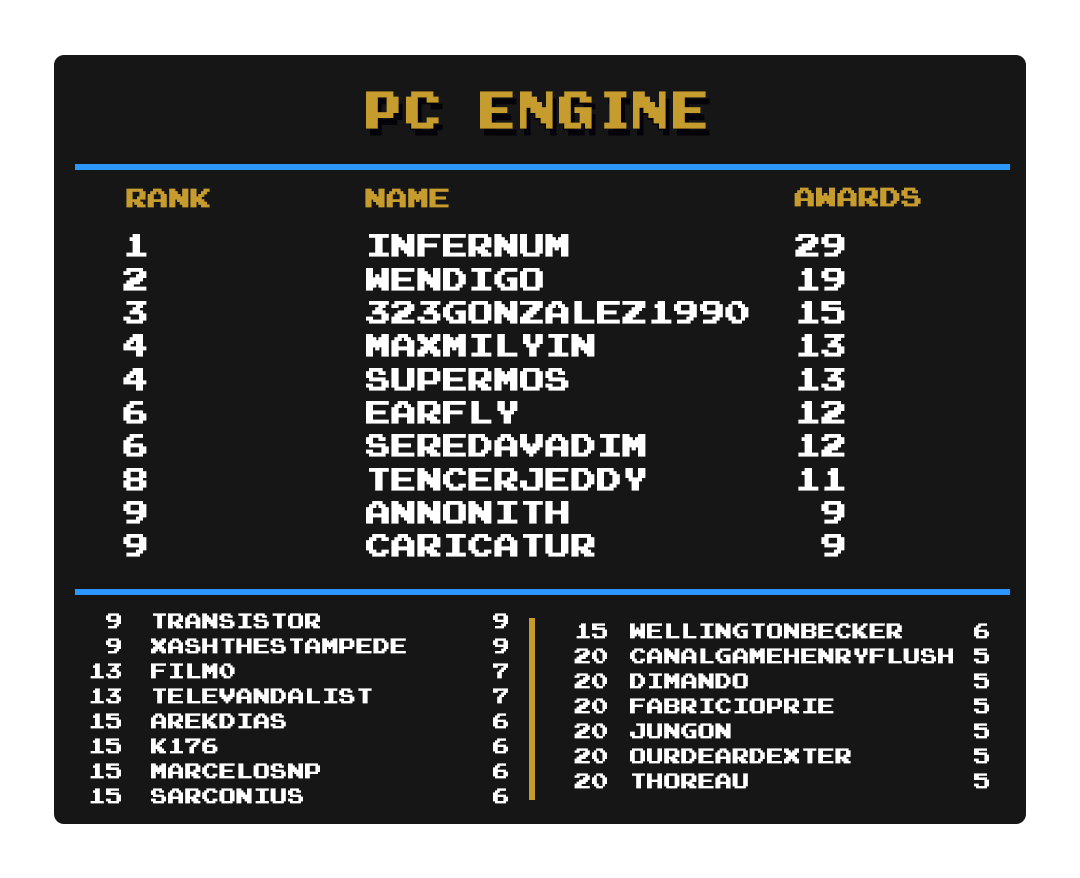 PC ENGINE
RANK NAME AWARDS
1 INFERNUM 29
2 WENDIGO 19
3 323GONZALEZ1990 15
4 MAXMILYIN 13
4 SUPERMOS 13
6 EARFLY 12
6 SEREDAVADIM 12
8 TENCERJEDDY 11
9 ANNONITH 9
9 CARICATUR 9
9 TRANSISTOR 9
9 XASHTHESTAMPEDE 9
13 FILMO 7
13 TELEVANDALIST 7
15 AREKDIAS 6
15 K176 6
15 MARCELOSNP 6
15 SARCONIUS 6
15 WELLINGTONBECKER 6
20 CANALGAMEHENRYFLUSH 5
20 DIMANDO 5
20 FABRICIOPRIE 5
20 JUNGON 5
20 OURDEARDEXTER 5
20 THOREAU 5